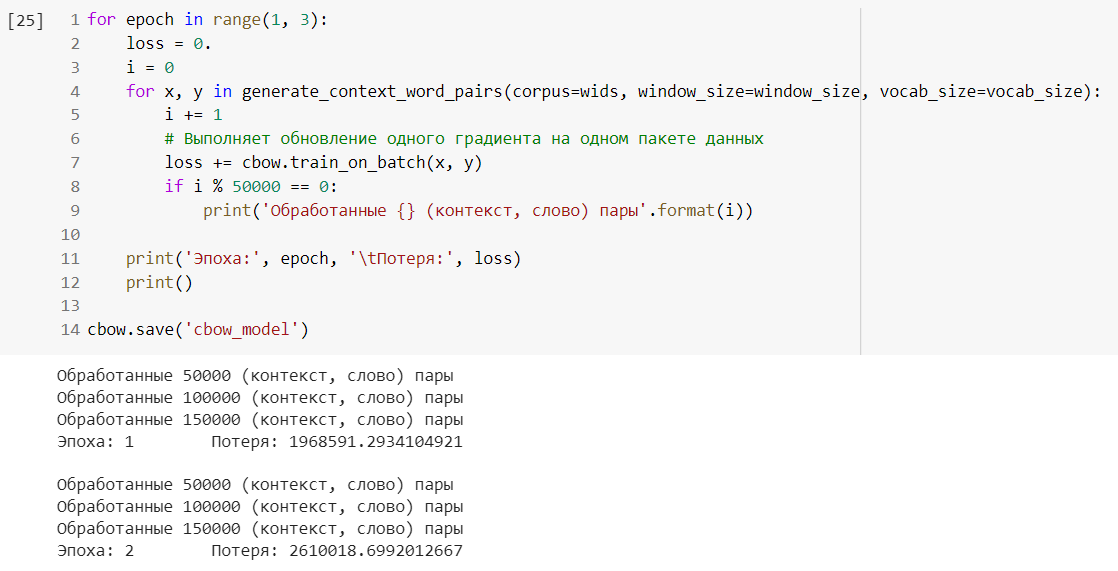 [25] 1 for epoch in range(1, 3):
2     loss = 0.
3     i = 0
4     for x, y in generate_context_word_pairs(corpus=wids, window_size=window_size, vocab_size=vocab_size):
5         i += 1
6         # Выполняет обновление одного градиента на одном пакете данных
7         loss += cbow.train_on_batch(x, y)
8         if i % 50000 == 0:
9             print('Обработанные {} (контекст, слово) пары'.format(i))
10
11     print('Эпоха:', epoch, '\tПотеря:', loss)
12     print()
13
14 cbow.save('cbow_model')
Обработанные 50000 (контекст, слово) пары
Обработанные 100000 (контекст, слово) пары
Обработанные 150000 (контекст, слово) пары
Эпоха: 1        Потеря: 1968591.2934104921
Обработанные 50000 (контекст, слово) пары
Обработанные 100000 (контекст, слово) пары
Обработанные 150000 (контекст, слово) пары
Эпоха: 2        Потеря: 2610018.6992012667